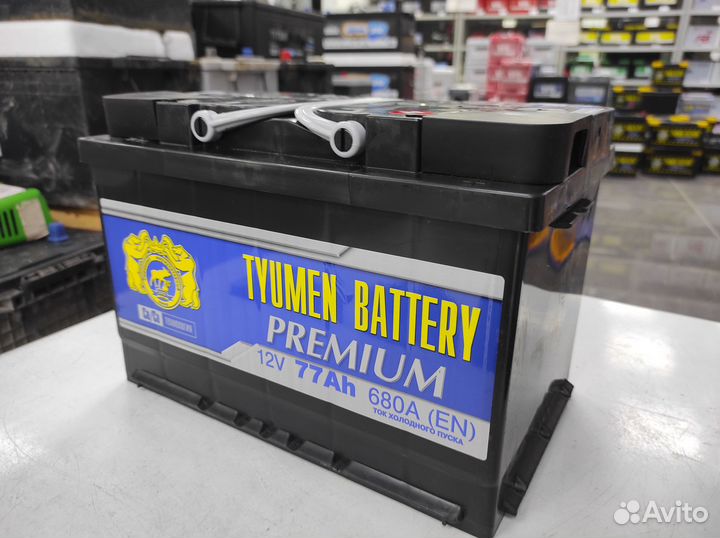 TYUMEN BATTERY
PREMIUM
12V 77Ah 680A (EN)
ТОК ХОЛОДНОГО ПУСКА
Avito